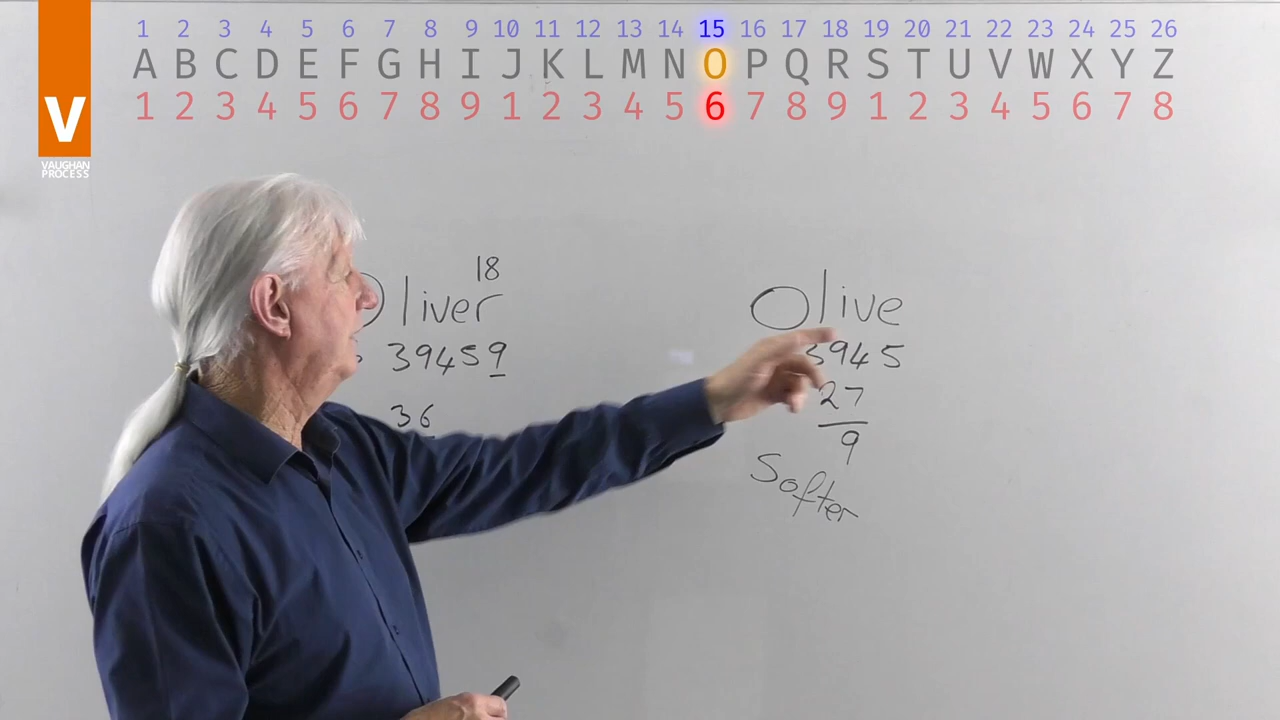 1 2 3 4 5 6 7 8 9 10 11 12 13 14 15 16 17 18 19 20 21 22 23 24 25 26
A B C D E F G H I J K L M N O P Q R S T U V W X Y Z
1 2 3 4 5 6 7 8 9 1 2 3 4 5 6 7 8 9 1 2 3 4 5 6 7 8
V
VAUGHAN
PROCESS
18
Oliver
39459
36
Olive
3945
27
9
Softer